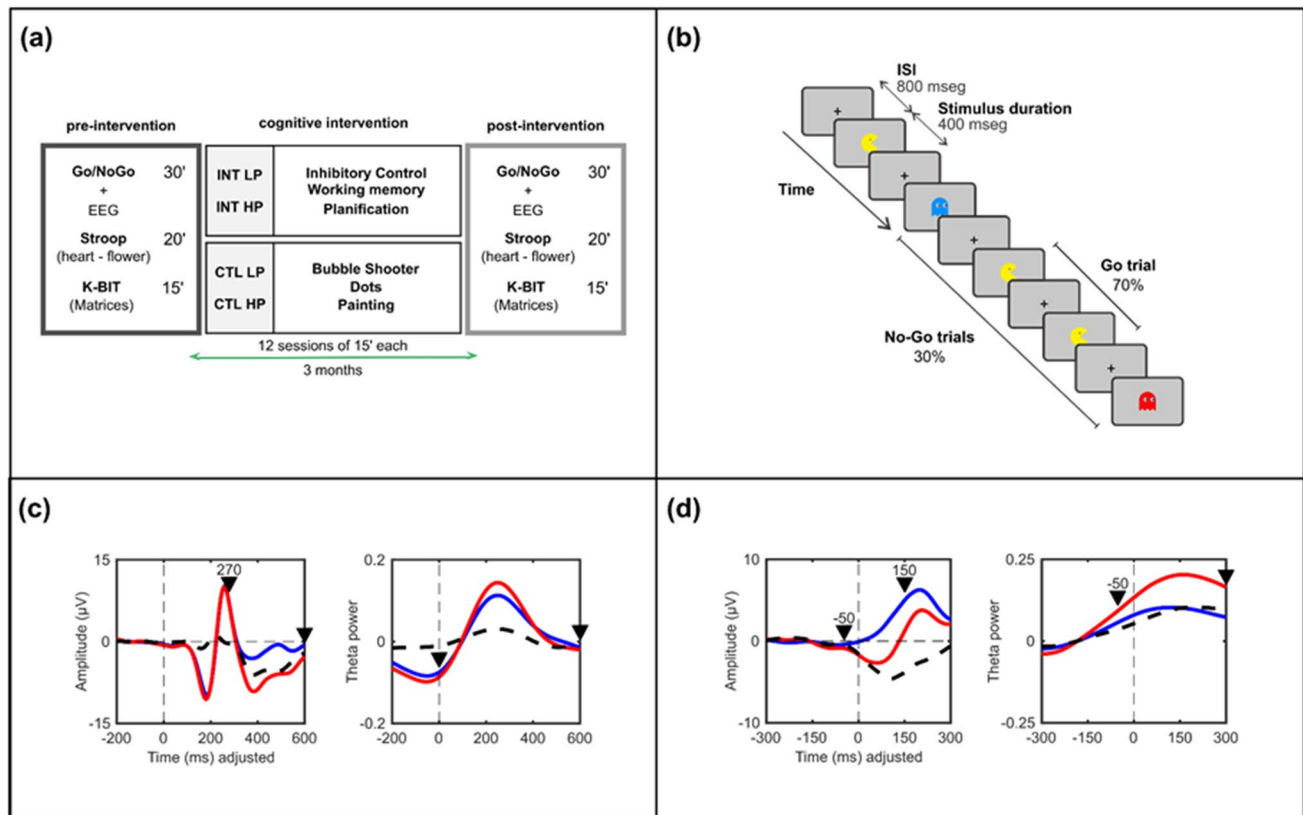 (a)
pre-intervention
cognitive intervention
post-intervention
Go/NoGo 30'
+
EEG
Stroop 20'
(heart - flower)
K-BIT 15'
(Matrices)
INT LP
INT HP
Inhibitory Control
Working memory
Planification
CTL LP
CTL HP
Bubble Shooter
Dots
Painting
Go/NoGo 30'
+
EEG
Stroop 20'
(heart - flower)
K-BIT 15'
(Matrices)
12 sessions of 15' each
3 months
(b)
ISI
800 mseg
Stimulus duration
400 mseg
Time
Go trial
70%
No-Go trials
30%
+
+
+
+
+
(c)
Amplitude (µV)
15
0
-15
270
-200 0 200 400 600
Time (ms) adjusted
Theta power
0.2
0
-0.2
-200 0 200 400 600
Time (ms) adjusted
(d)
Amplitude (µV)
10
0
-10
-50
150
-300 -150 0 150 300
Time (ms) adjusted
Theta power
0.25
0
-0.25
-50
-300 -150 0 150 300
Time (ms) adjusted